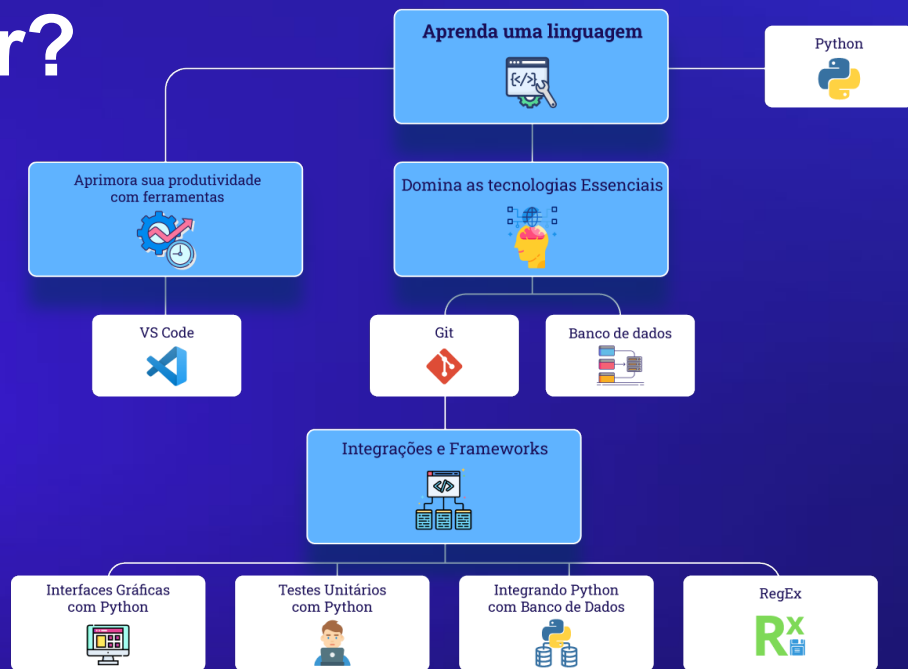 r?
Aprenda uma linguagem
{</>}
Python
Aprimora sua produtividade
com ferramentas
Domina as tecnologias Essenciais
VS Code
Git
Banco de dados
Integrações e Frameworks
</>
Interfaces Gráficas
com Python
Testes Unitários
com Python
Integrando Python
com Banco de Dados
RegEx
Rx